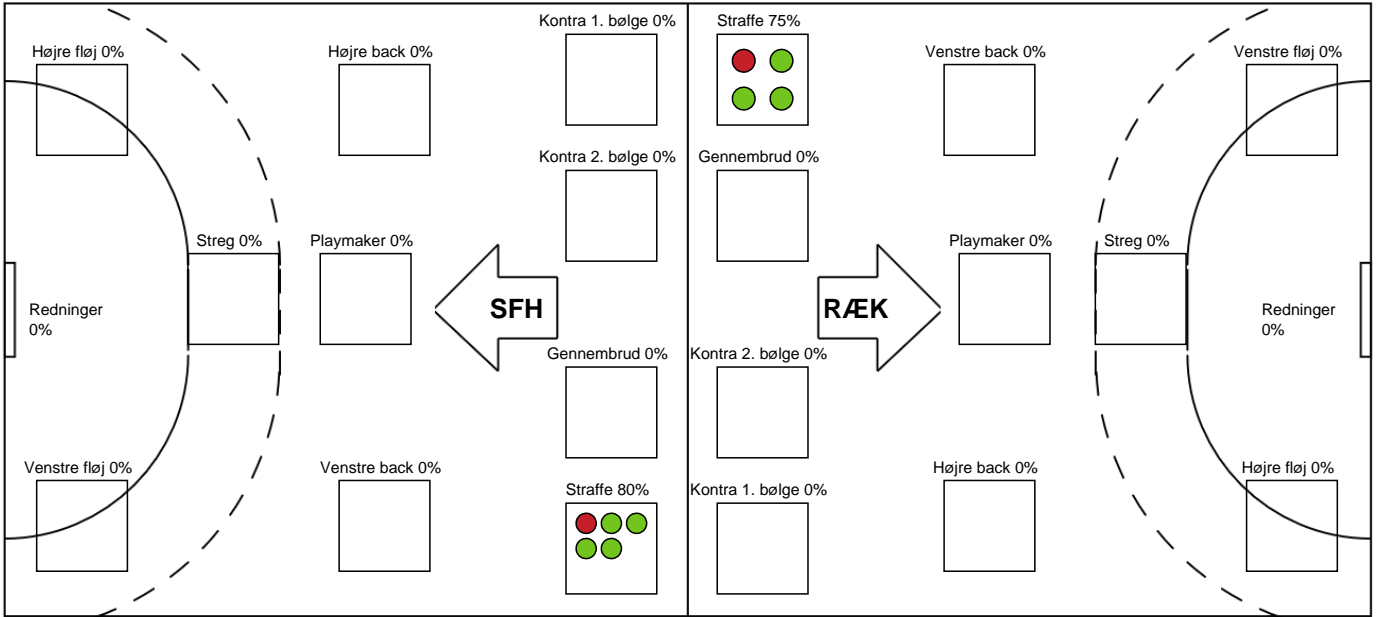 Kontra 1. bølge 0%
Straffe 75%
Højre fløj 0%
Højre back 0%
Venstre back 0%
Venstre fløj 0%
Kontra 2. bølge 0%
Gennembrud 0%
Streg 0%
Playmaker 0%
Playmaker 0%
Streg 0%
Redninger
0%
SFH
RÆK
Redninger
0%
Gennembrud 0%
Kontra 2. bølge 0%
Venstre fløj 0%
Venstre back 0%
Højre back 0%
Højre fløj 0%
Straffe 80%
Kontra 1. bølge 0%